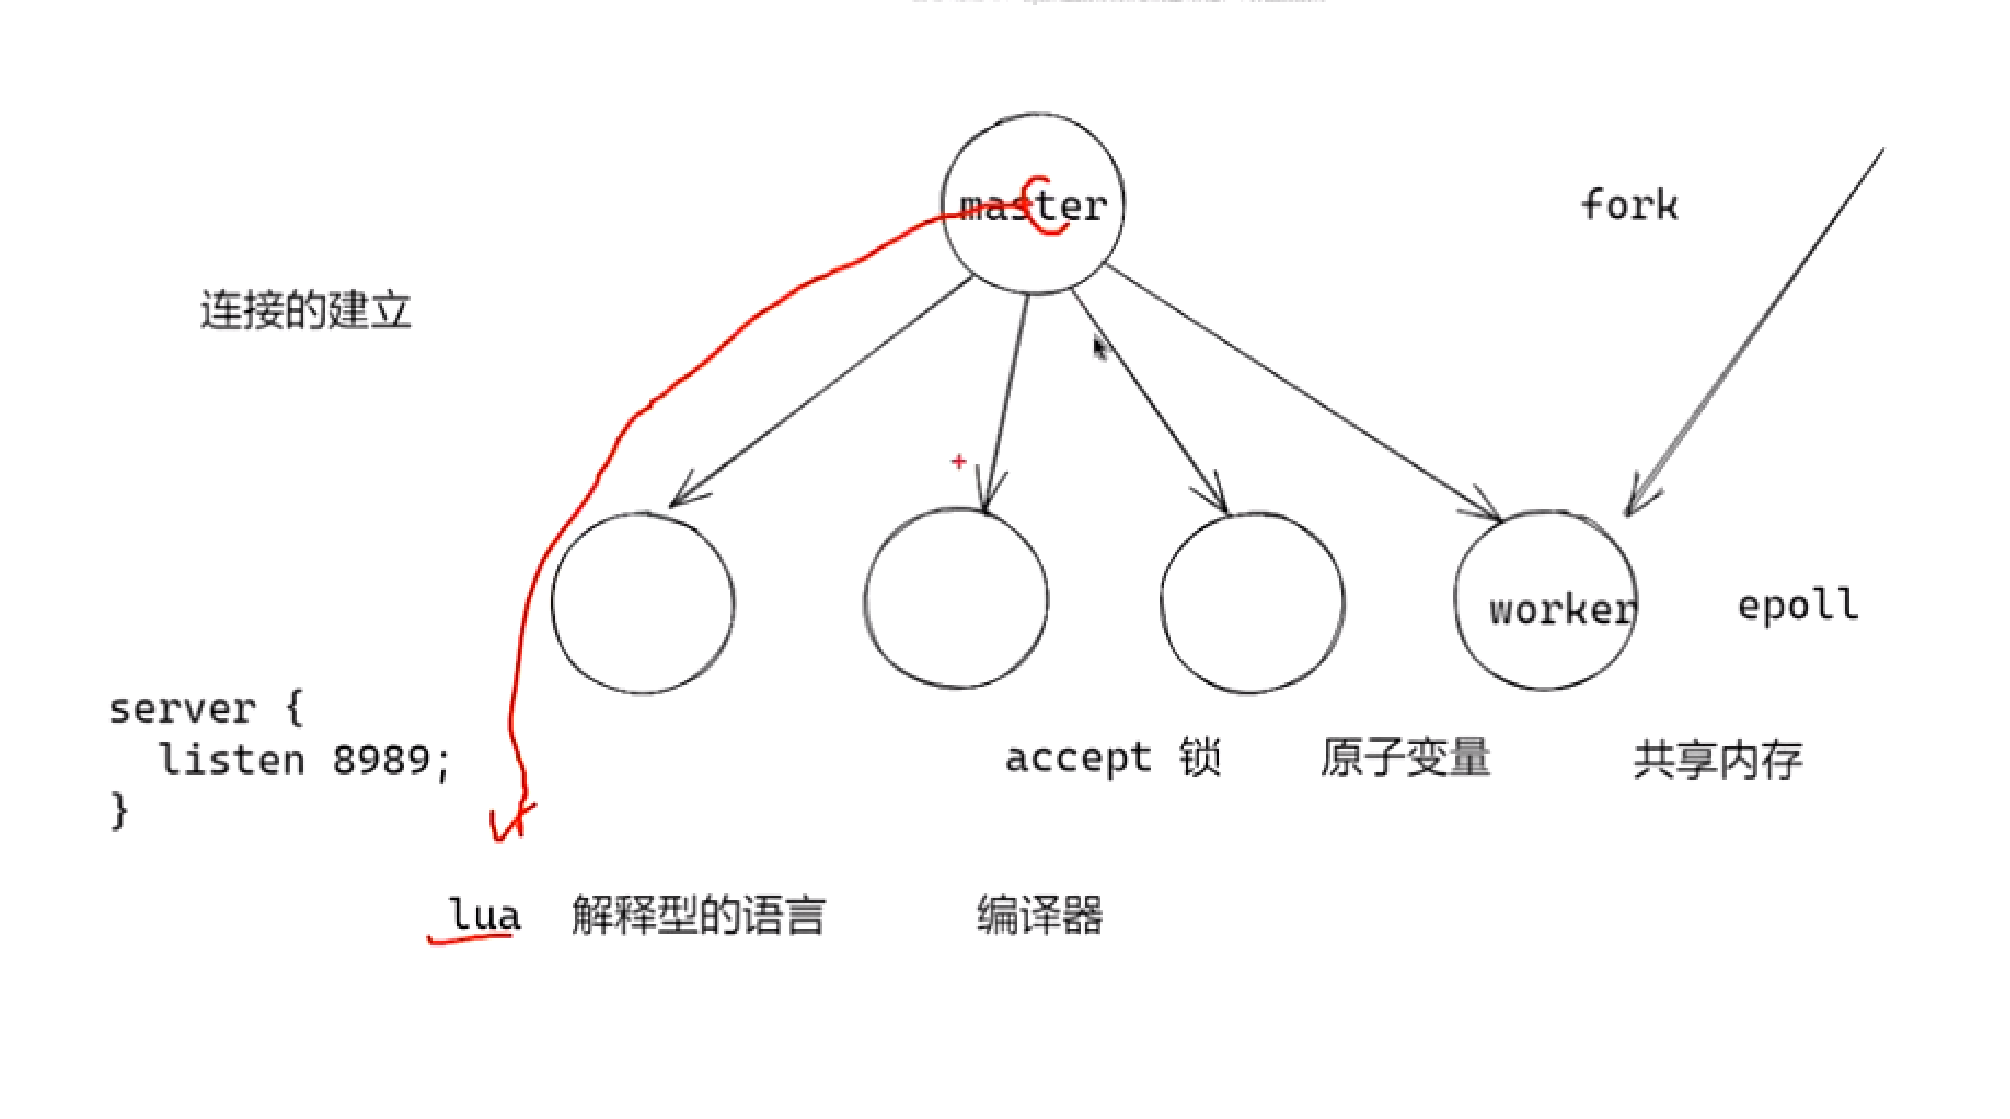 master
fork
连接的建立
worker
epoll
server {
listen 8989;
}
accept 锁
原子变量
共享内存
lua
解释型的语言
编译器